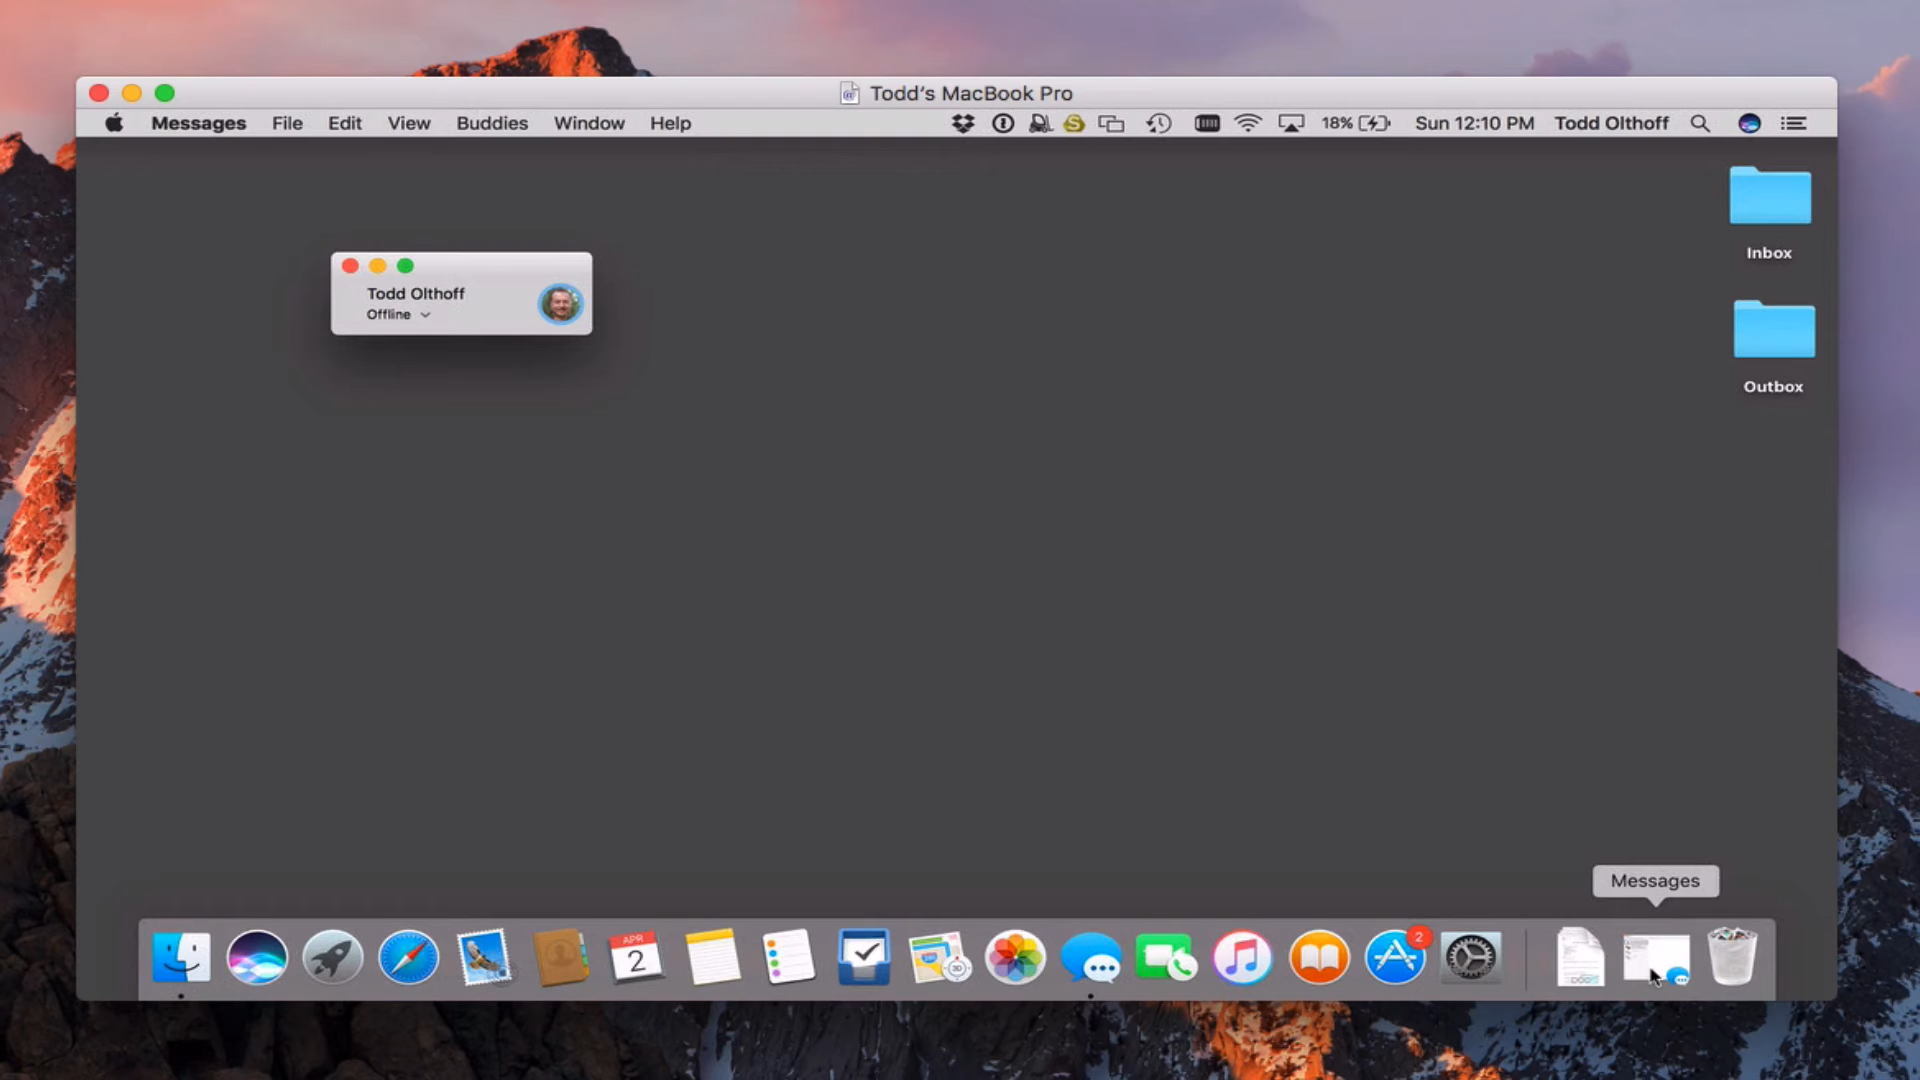 Todd's MacBook Pro
Messages File Edit View Buddies Window Help 18% Sun 12:10 PM Todd Olthoff
Inbox
Todd Olthoff
Offline
Outbox
Messages
APR
2
3D
2